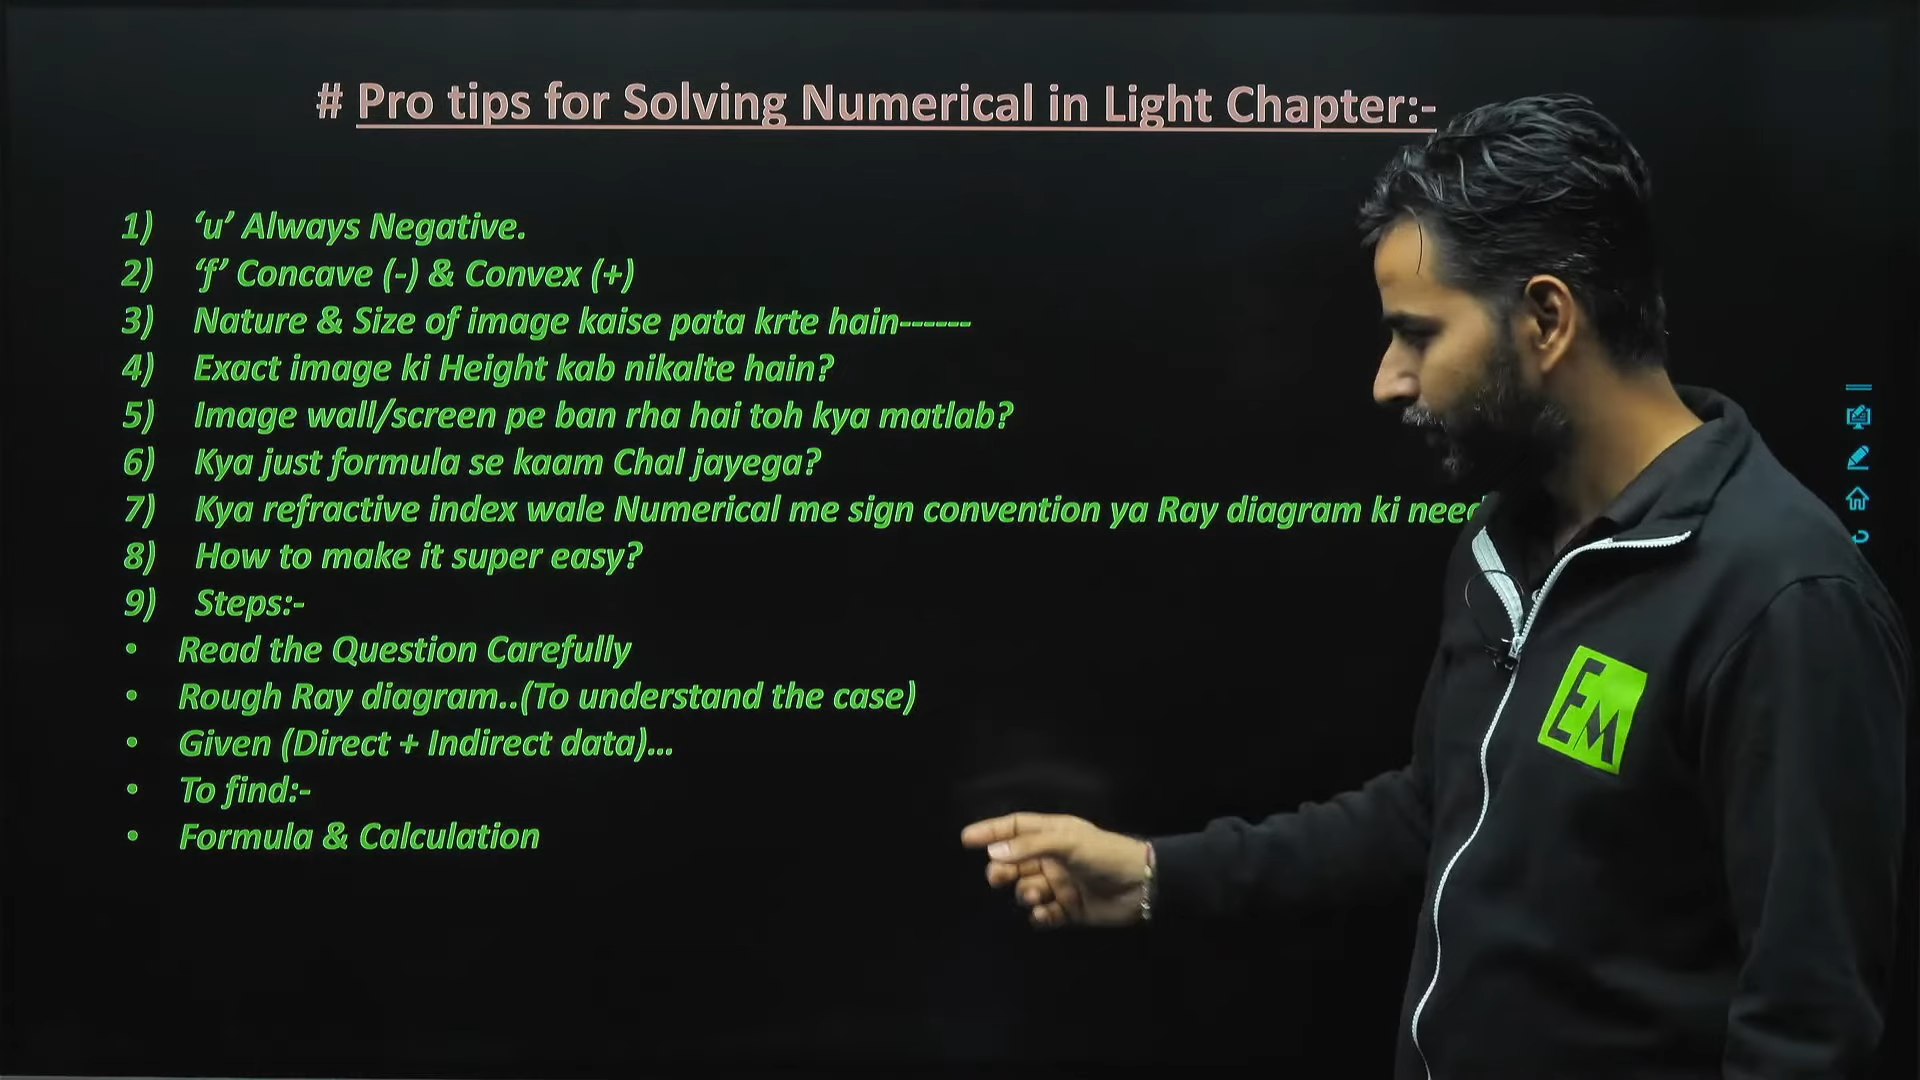 # Pro tips for Solving Numerical in Light Chapter:-
1) ‘u’ Always Negative.
2) ‘f’ Concave (-) & Convex (+)
3) Nature & Size of image kaise pata krte hain------
4) Exact image ki Height kab nikalte hain?
5) Image wall/screen pe ban rha hai toh kya matlab?
6) Kya just formula se kaam Chal jayega?
7) Kya refractive index wale Numerical me sign convention ya Ray diagram ki need
8) How to make it super easy?
9) Steps:-
• Read the Question Carefully
• Rough Ray diagram..(To understand the case)
• Given (Direct + Indirect data)...
• To find:-
• Formula & Calculation
EM